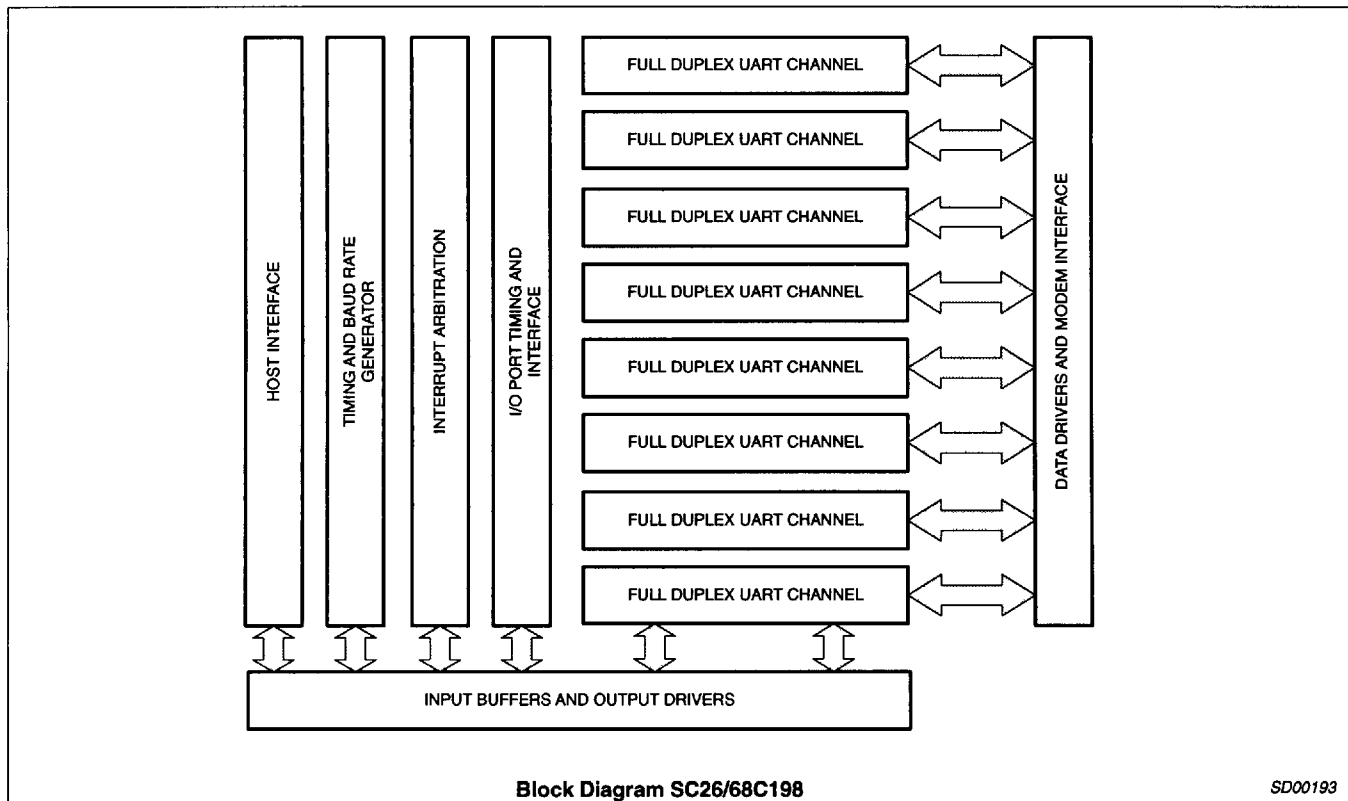 HOST INTERFACE
TIMING AND BAUD RATE
GENERATOR
INTERRUPT ARBITRATION
I/O PORT TIMING AND
INTERFACE
FULL DUPLEX UART CHANNEL
FULL DUPLEX UART CHANNEL
FULL DUPLEX UART CHANNEL
FULL DUPLEX UART CHANNEL
FULL DUPLEX UART CHANNEL
FULL DUPLEX UART CHANNEL
FULL DUPLEX UART CHANNEL
FULL DUPLEX UART CHANNEL
DATA DRIVERS AND MODEM INTERFACE
INPUT BUFFERS AND OUTPUT DRIVERS
Block Diagram SC26/68C198
SD00193